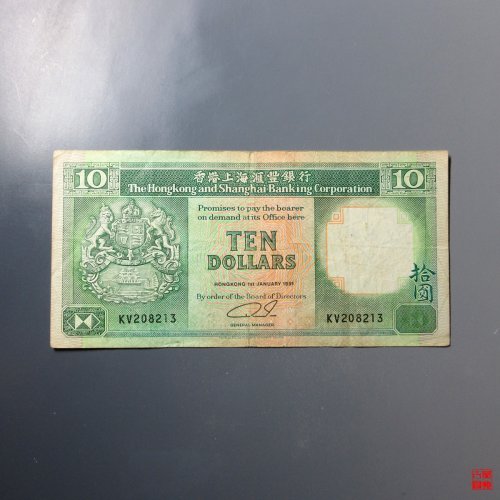 香港上海滙豐銀行
10 The Hongkong and Shanghai Banking Corporation 10
Promises to pay the bearer
on demand at its Office here
TEN
DOLLARS
HONGKONG 1ST JANUARY 1991
By order of the Board of Directors
拾圓
KV208213 KV208213
GENERAL MANAGER